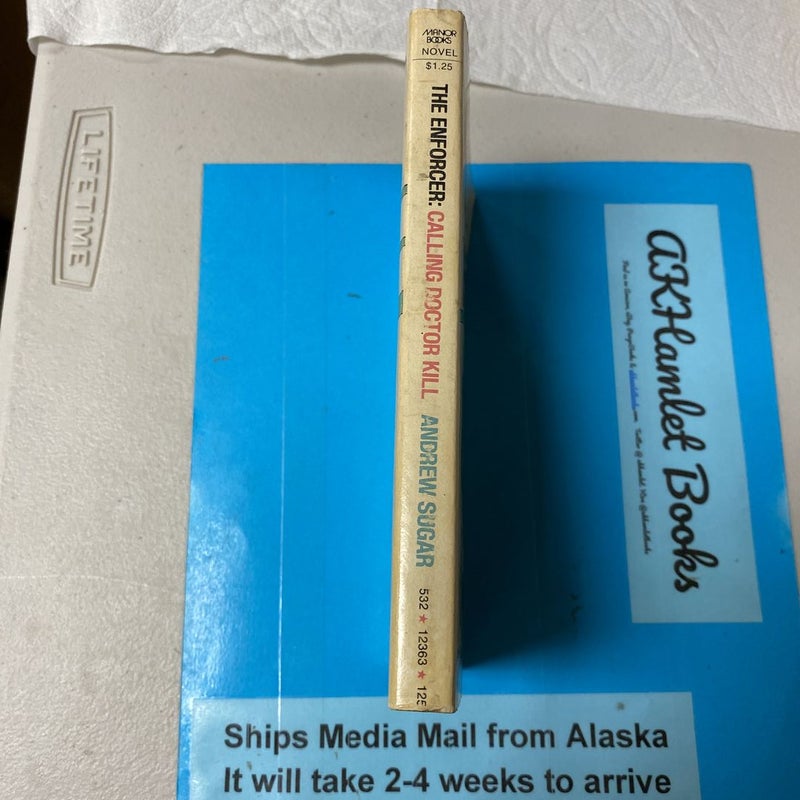 MANOR
BOOKS
NOVEL
$1.25
THE ENFORCER: CALLING DOCTOR KILL ANDREW SUGAR 532 ★ 12363 ★ 125
LIFETIME
AKHamlet Books
Ships Media Mail from Alaska
It will take 2-4 weeks to arrive